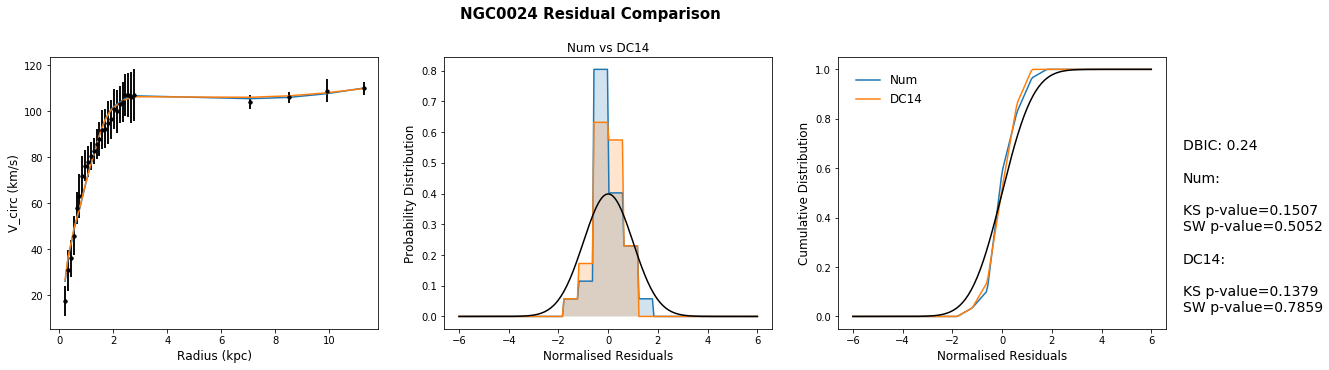 NGC0024 Residual Comparison
120
100
80
60
40
20
V_circ (km/s)
0
2
4
6
8
10
Radius (kpc)
Num vs DC14
0.8
0.7
0.6
0.5
0.4
0.3
0.2
0.1
0.0
Probability Distribution
−6
−4
−2
0
2
4
6
Normalised Residuals
Num
DC14
1.0
0.8
0.6
0.4
0.2
0.0
Cumulative Distribution
−6
−4
−2
0
2
4
6
Normalised Residuals
DBIC: 0.24
Num:
KS p-value=0.1507
SW p-value=0.5052
DC14:
KS p-value=0.1379
SW p-value=0.7859